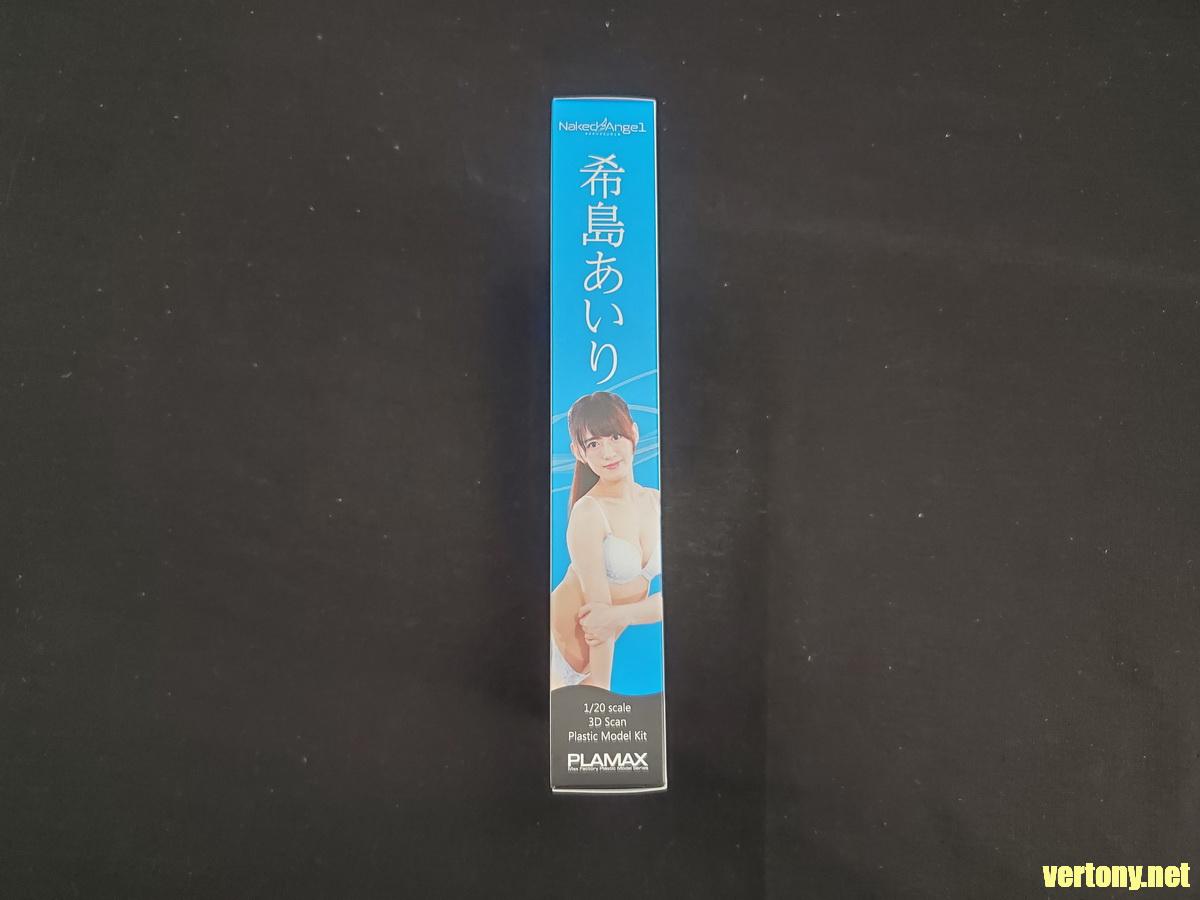 Naked Angel
希島あいり
1/20 scale
3D Scan
Plastic Model Kit
PLAMAX
Max Factory Plastic Model Series
vertony.net